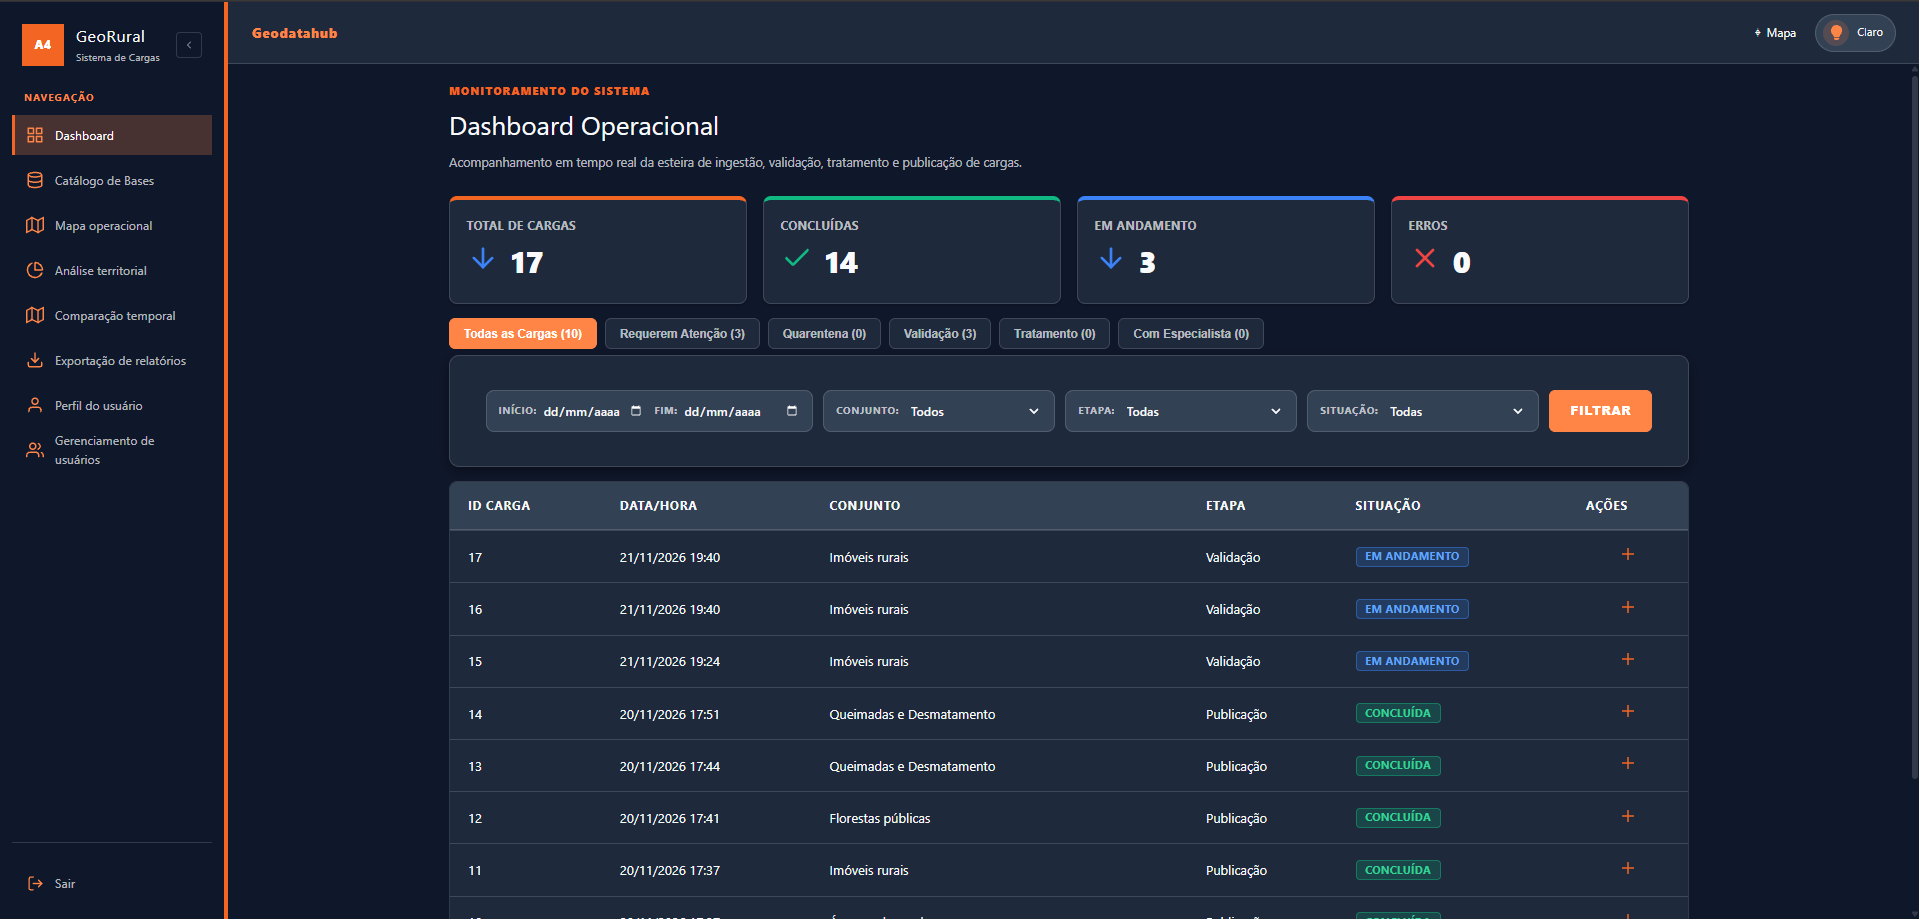 A4
GeoRural
Sistema de Cargas
NAVEGAÇÃO
Dashboard
Catálogo de Bases
Mapa operacional
Análise territorial
Comparação temporal
Exportação de relatórios
Perfil do usuário
Gerenciamento de
usuários
Sair
Geodatahub
Mapa
Claro
MONITORAMENTO DO SISTEMA
Dashboard Operacional
Acompanhamento em tempo real da esteira de ingestão, validação, tratamento e publicação de cargas.
TOTAL DE CARGAS
17
CONCLUÍDAS
14
EM ANDAMENTO
3
ERROS
0
Todas as Cargas (10) Requerem Atenção (3) Quarentena (0) Validação (3) Tratamento (0) Com Especialista (0)
INÍCIO: dd/mm/aaaa FIM: dd/mm/aaaa CONJUNTO: Todos ETAPA: Todas SITUAÇÃO: Todas FILTRAR
ID CARGA DATA/HORA CONJUNTO ETAPA SITUAÇÃO AÇÕES
17 21/11/2026 19:40 Imóveis rurais Validação EM ANDAMENTO +
16 21/11/2026 19:40 Imóveis rurais Validação EM ANDAMENTO +
15 21/11/2026 19:24 Imóveis rurais Validação EM ANDAMENTO +
14 20/11/2026 17:51 Queimadas e Desmatamento Publicação CONCLUÍDA +
13 20/11/2026 17:44 Queimadas e Desmatamento Publicação CONCLUÍDA +
12 20/11/2026 17:41 Florestas públicas Publicação CONCLUÍDA +
11 20/11/2026 17:37 Imóveis rurais Publicação CONCLUÍDA +